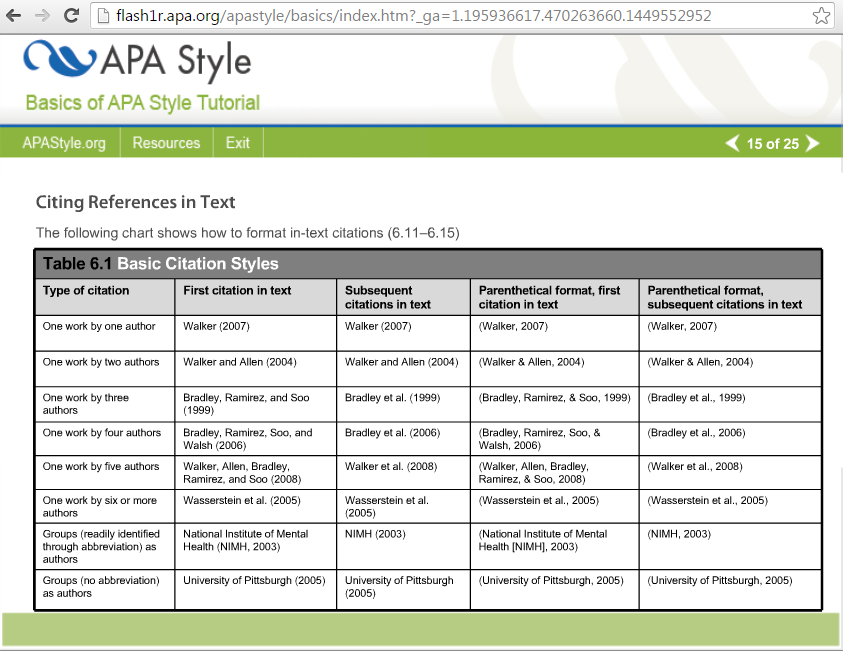 flash1r.apa.org/apastyle/basics/index.htm?_ga=1.195936617.470263660.1449552952
APA Style
Basics of APA Style Tutorial
APAStyle.org Resources Exit 15 of 25
Citing References in Text
The following chart shows how to format in-text citations (6.11–6.15)
Table 6.1 Basic Citation Styles
Type of citation
First citation in text
Subsequent
citations in text
Parenthetical format, first
citation in text
Parenthetical format,
subsequent citations in text
One work by one author
Walker (2007)
Walker (2007)
(Walker, 2007)
(Walker, 2007)
One work by two authors
Walker and Allen (2004)
Walker and Allen (2004)
(Walker & Allen, 2004)
(Walker & Allen, 2004)
One work by three
authors
Bradley, Ramirez, and Soo
(1999)
Bradley et al. (1999)
(Bradley, Ramirez, & Soo, 1999)
(Bradley et al., 1999)
One work by four authors
Bradley, Ramirez, Soo, and
Walsh (2006)
Bradley et al. (2006)
(Bradley, Ramirez, Soo, &
Walsh, 2006)
(Bradley et al., 2006)
One work by five authors
Walker, Allen, Bradley,
Ramirez, and Soo (2008)
Walker et al. (2008)
(Walker, Allen, Bradley,
Ramirez, & Soo, 2008)
(Walker et al., 2008)
One work by six or more
authors
Wasserstein et al. (2005)
Wasserstein et al.
(2005)
(Wasserstein et al., 2005)
(Wasserstein et al., 2005)
Groups (readily identified
through abbreviation) as
authors
National Institute of Mental
Health (NIMH, 2003)
NIMH (2003)
(National Institute of Mental
Health [NIMH], 2003)
(NIMH, 2003)
Groups (no abbreviation)
as authors
University of Pittsburgh (2005)
University of Pittsburgh
(2005)
(University of Pittsburgh, 2005)
(University of Pittsburgh, 2005)